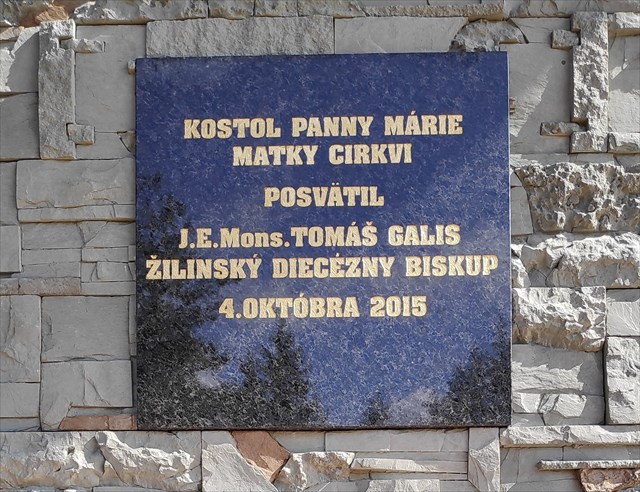 KOSTOL PANNY MÁRIE
MATKY CIRKVI
POSVÄTIL
J.E.Mons.TOMÁŠ GALIS
ŽILINSKÝ DIECÉZNY BISKUP
4.OKTÓBRA 2015